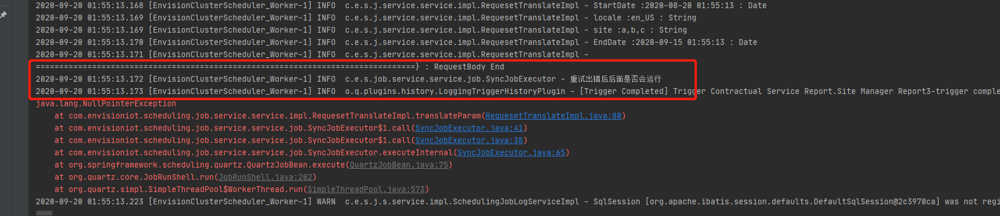 2020-09-20 01:55:13.168 [EnvisionClusterScheduler_Worker-1] INFO  c.e.s.j.service.service.impl.RequesetTranslateImpl - StartDate :2020-08-20 01:55:13 : Date
2020-09-20 01:55:13.169 [EnvisionClusterScheduler_Worker-1] INFO  c.e.s.j.service.service.impl.RequesetTranslateImpl - locale :en_US : String
2020-09-20 01:55:13.169 [EnvisionClusterScheduler_Worker-1] INFO  c.e.s.j.service.service.impl.RequesetTranslateImpl - site :a,b,c : String
2020-09-20 01:55:13.170 [EnvisionClusterScheduler_Worker-1] INFO  c.e.s.j.service.service.impl.RequesetTranslateImpl - EndDate :2020-09-15 01:55:13 : Date
2020-09-20 01:55:13.171 [EnvisionClusterScheduler_Worker-1] INFO  c.e.s.j.service.service.impl.RequesetTranslateImpl -
=================================================================================} : RequestBody End
2020-09-20 01:55:13.172 [EnvisionClusterScheduler_Worker-1] INFO  c.e.s.job.service.service.job.SyncJobExecutor - 重试出错后后面是否会运行
2020-09-20 01:55:13.173 [EnvisionClusterScheduler_Worker-1] INFO  o.q.plugins.history.LoggingTriggerHistoryPlugin - [Trigger Completed] Trigger Contractual Service Report.Site Manager Report3-trigger comple
java.lang.NullPointerException
at com.envisioniot.scheduling.job.service.service.impl.RequesetTranslateImpl.translateParam(RequesetTranslateImpl.java:80)
at com.envisioniot.scheduling.job.service.service.job.SyncJobExecutor$1.call(SyncJobExecutor.java:41)
at com.envisioniot.scheduling.job.service.service.job.SyncJobExecutor$1.call(SyncJobExecutor.java:38)
at com.envisioniot.scheduling.job.service.service.job.SyncJobExecutor.executeInternal(SyncJobExecutor.java:65)
at org.springframework.scheduling.quartz.QuartzJobBean.execute(QuartzJobBean.java:75)
at org.quartz.core.JobRunShell.run(JobRunShell.java:202)
at org.quartz.simpl.SimpleThreadPool$WorkerThread.run(SimpleThreadPool.java:573)
2020-09-20 01:55:13.223 [EnvisionClusterScheduler_Worker-1] WARN  c.e.s.j.s.service.impl.SchedulingJobLogServiceImpl - SqlSession [org.apache.ibatis.session.defaults.DefaultSqlSession@2c3970ca] was not regi